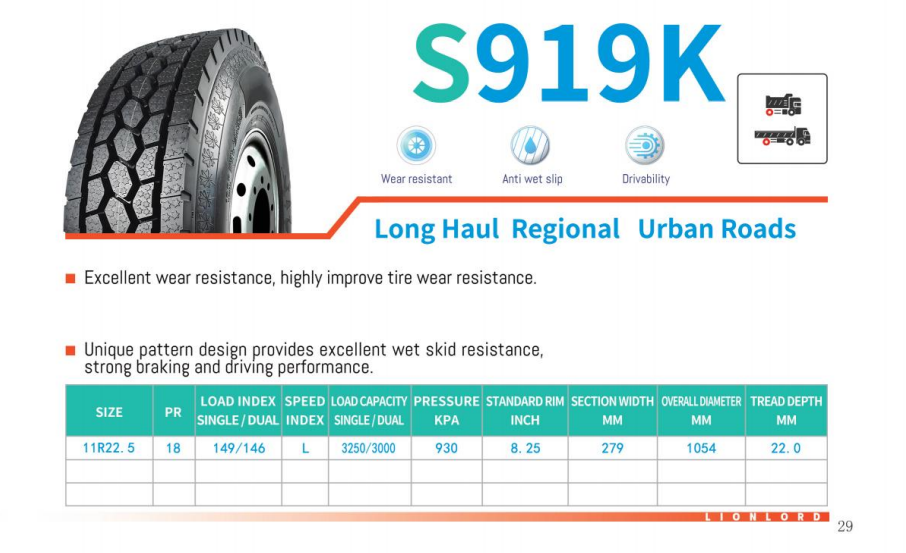 S919K
Wear resistant
Anti wet slip
Drivability
Long Haul Regional Urban Roads
Excellent wear resistance, highly improve tire wear resistance.
Unique pattern design provides excellent wet skid resistance,
strong braking and driving performance.
SIZE PR LOAD INDEX SINGLE/DUAL SPEED INDEX LOAD CAPACITY SINGLE/DUAL PRESSURE KPA STANDARD RIM INCH SECTION WIDTH MM OVERALL DIAMETER MM TREAD DEPTH MM
11R22.5 18 149/146 L 3250/3000 930 8.25 279 1054 22.0
LIONLORD
29